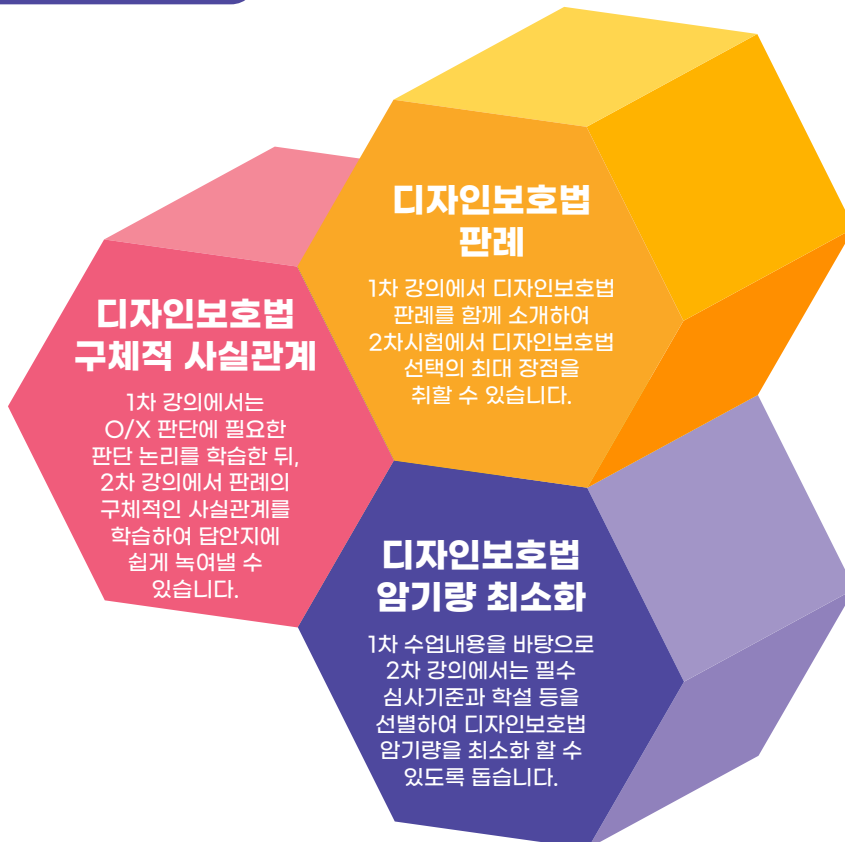 디자인보호법
판례
1차 강의에서 디자인보호법
판례를 함께 소개하여
2차시험에서 디자인보호법
선택의 최대 장점을
취할 수 있습니다.
디자인보호법
구체적 사실관계
1차 강의에서는
O/X 판단에 필요한
판단 논리를 학습한 뒤,
2차 강의에서 판례의
구체적인 사실관계를
학습하여 답안지에
쉽게 녹여낼 수
있습니다.
디자인보호법
암기량 최소화
1차 수업내용을 바탕으로
2차 강의에서는 필수
심사기준과 학설 등을
선별하여 디자인보호법
암기량을 최소화 할 수
있도록 돕습니다.